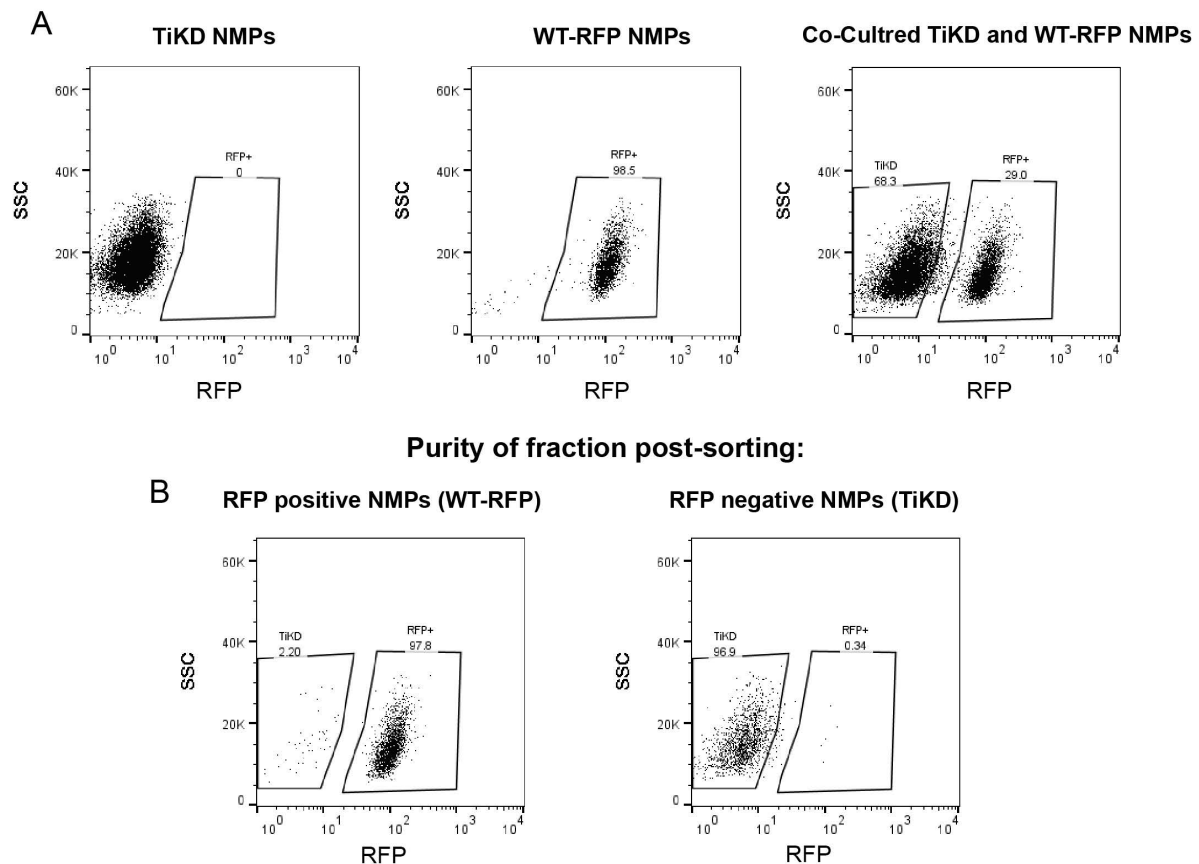 A
TiKD NMPs
WT-RFP NMPs
Co-Cultred TiKD and WT-RFP NMPs
60K
40K
20K
0
SSC
RFP+
0
10^0 10^1 10^2 10^3 10^4
RFP
60K
40K
20K
0
SSC
RFP+
98.5
10^0 10^1 10^2 10^3 10^4
RFP
60K
40K
20K
0
SSC
TiKD
68.3
RFP+
29.0
10^0 10^1 10^2 10^3 10^4
RFP
Purity of fraction post-sorting:
B
RFP positive NMPs (WT-RFP)
RFP negative NMPs (TiKD)
60K
40K
20K
0
SSC
TiKD
2.20
RFP+
97.8
10^0 10^1 10^2 10^3 10^4
RFP
60K
40K
20K
0
SSC
TiKD
96.9
RFP+
0.34
10^0 10^1 10^2 10^3 10^4
RFP